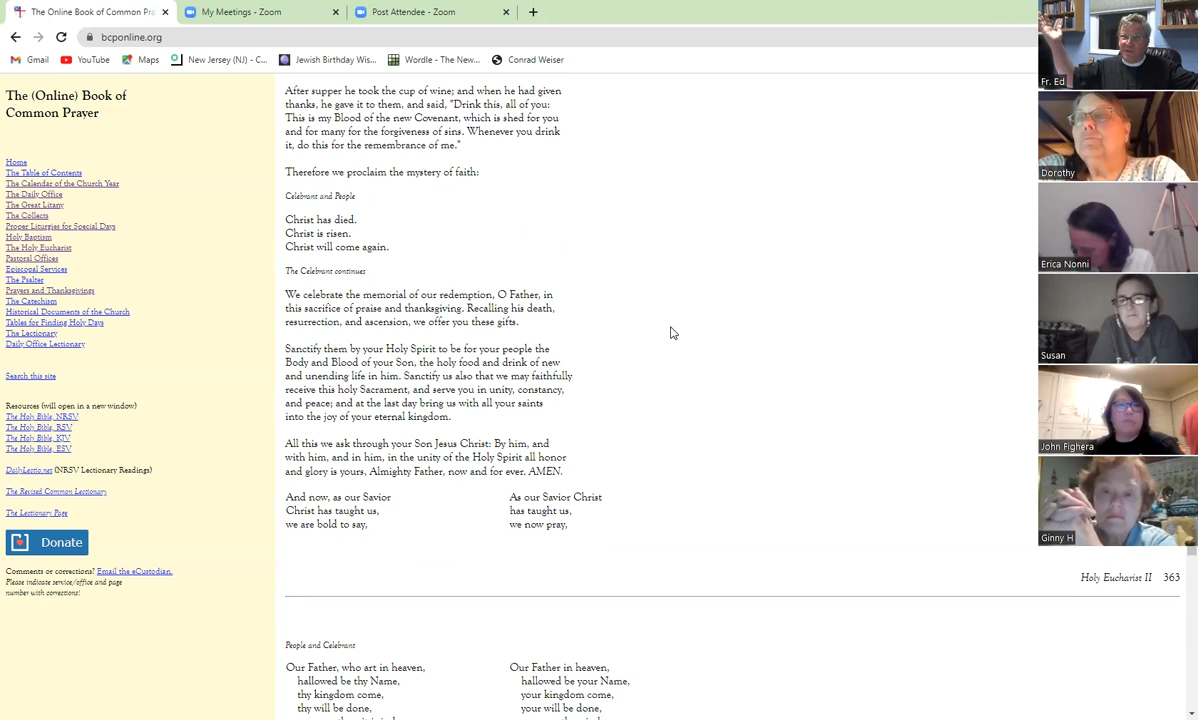 The Online Book of Common Pra
My Meetings - Zoom
Post Attendee - Zoom
bcponline.org
Gmail
YouTube
Maps
New Jersey (NJ) - C...
Jewish Birthday Wis...
Wordle - The New...
Conrad Weiser
The (Online) Book of
Common Prayer
Home
The Table of Contents
The Calendar of the Church Year
The Daily Office
The Great Litany
The Collects
Proper Liturgies for Special Days
Holy Baptism
The Holy Eucharist
Pastoral Offices
Episcopal Services
The Psalter
Prayers and Thanksgivings
The Catechism
Historical Documents of the Church
Tables for Finding Holy Days
The Lectionary
Daily Office Lectionary
Search this site
Resources (will open in a new window)
The Holy Bible, NRSV
The Holy Bible, RSV
The Holy Bible, KJV
The Holy Bible, ESV
DailyLectio.net (NRSV Lectionary Readings)
The Revised Common Lectionary
The Lectionary Page
Donate
Comments or corrections? Email the eCustodian.
Please indicate service/office and page
number with corrections!
After supper he took the cup of wine; and when he had given
thanks, he gave it to them, and said, "Drink this, all of you:
This is my Blood of the new Covenant, which is shed for you
and for many for the forgiveness of sins. Whenever you drink
it, do this for the remembrance of me."
Therefore we proclaim the mystery of faith:
Celebrant and People
Christ has died.
Christ is risen.
Christ will come again.
The Celebrant continues
We celebrate the memorial of our redemption, O Father, in
this sacrifice of praise and thanksgiving. Recalling his death,
resurrection, and ascension, we offer you these gifts.
Sanctify them by your Holy Spirit to be for your people the
Body and Blood of your Son, the holy food and drink of new
and unending life in him. Sanctify us also that we may faithfully
receive this holy Sacrament, and serve you in unity, constancy,
and peace; and at the last day bring us with all your saints
into the joy of your eternal kingdom.
All this we ask through your Son Jesus Christ: By him, and
with him, and in him, in the unity of the Holy Spirit all honor
and glory is yours, Almighty Father, now and for ever. AMEN.
And now, as our Savior
Christ has taught us,
we are bold to say,
As our Savior Christ
has taught us,
we now pray,
Holy Eucharist II 363
People and Celebrant
Our Father, who art in heaven,
hallowed be thy Name,
thy kingdom come,
thy will be done,
Our Father in heaven,
hallowed be your Name,
your kingdom come,
your will be done,
Fr. Ed
Dorothy
Erica Nonni
Susan
John Fighera
Ginny H